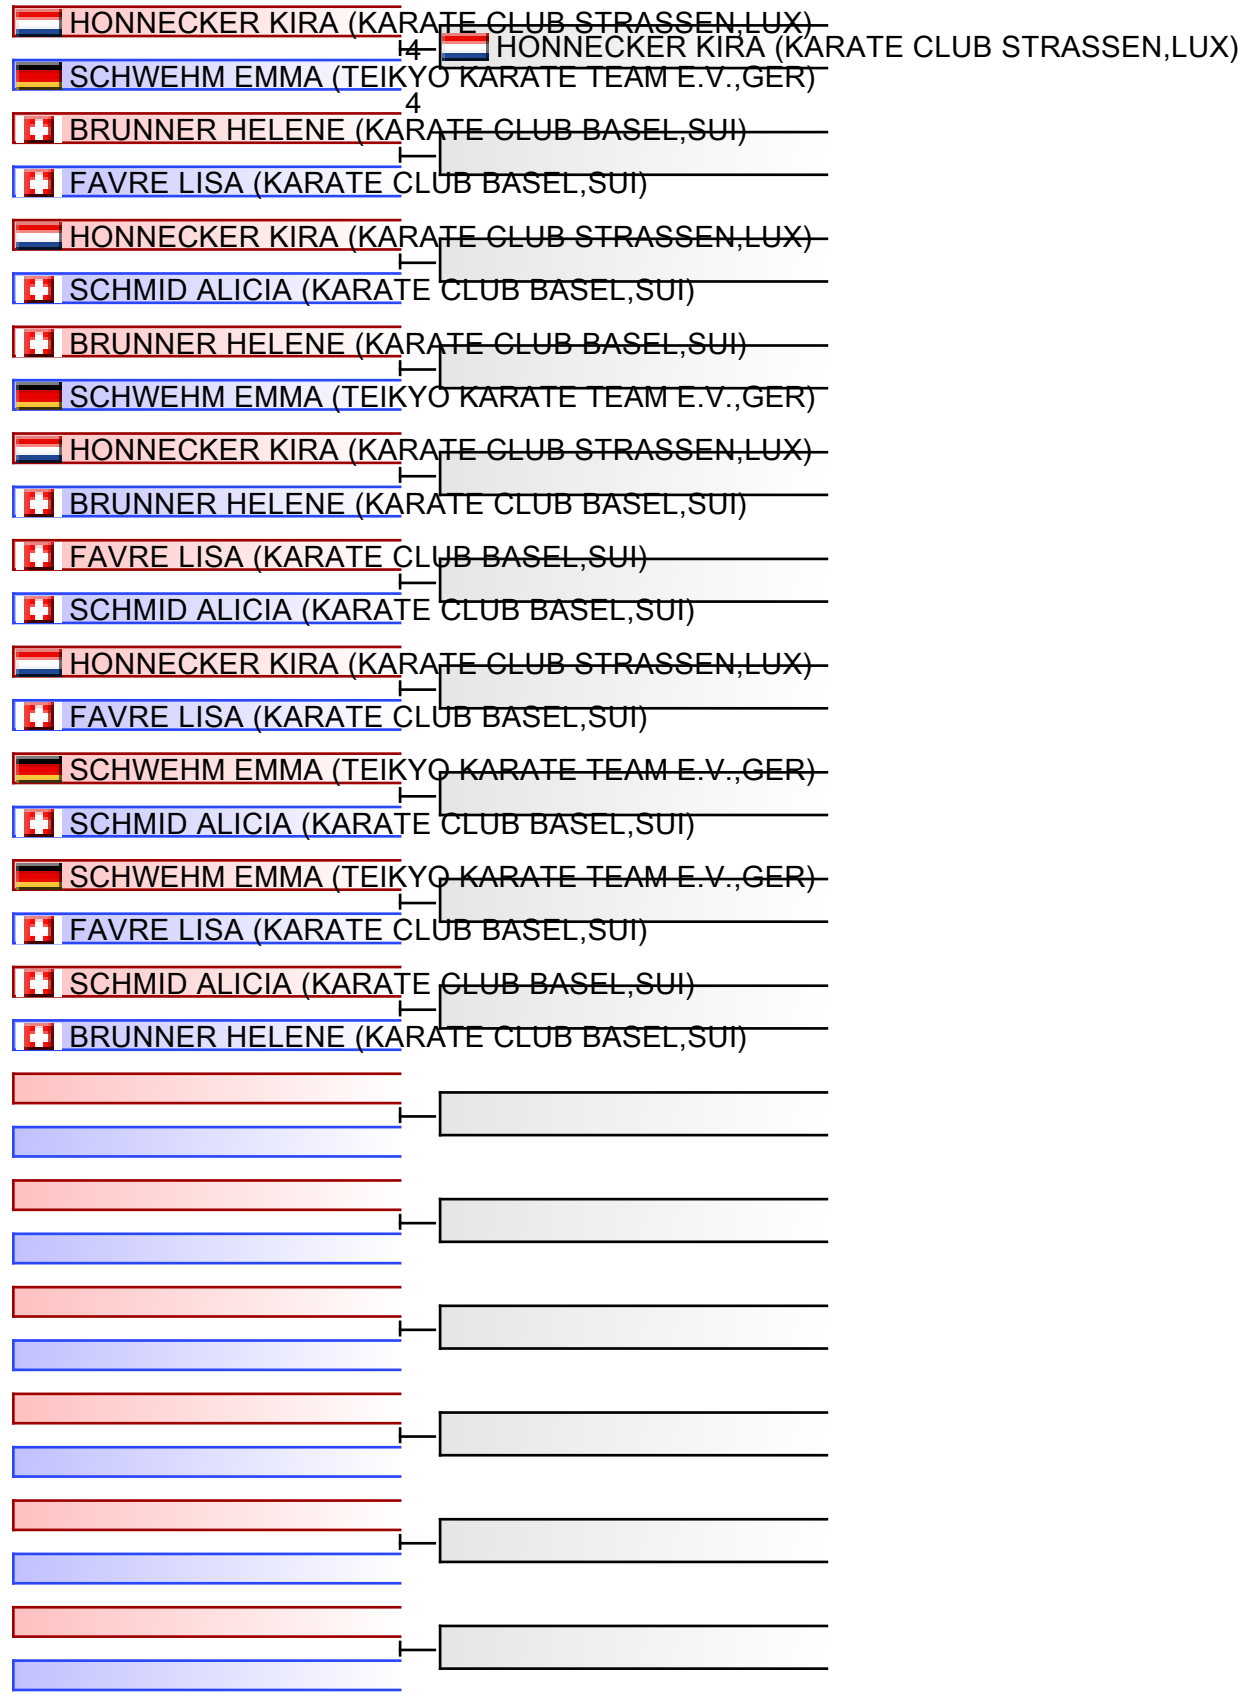 HONNECKER KIRA (KARATE CLUB STRASSEN,LUX)
4
HONNECKER KIRA (KARATE CLUB STRASSEN,LUX)
SCHWEHM EMMA (TEIKYO KARATE TEAM E.V.,GER)
4
BRUNNER HELENE (KARATE CLUB BASEL,SUI)
FAVRE LISA (KARATE CLUB BASEL,SUI)
HONNECKER KIRA (KARATE CLUB STRASSEN,LUX)
SCHMID ALICIA (KARATE CLUB BASEL,SUI)
BRUNNER HELENE (KARATE CLUB BASEL,SUI)
SCHWEHM EMMA (TEIKYO KARATE TEAM E.V.,GER)
HONNECKER KIRA (KARATE CLUB STRASSEN,LUX)
BRUNNER HELENE (KARATE CLUB BASEL,SUI)
FAVRE LISA (KARATE CLUB BASEL,SUI)
SCHMID ALICIA (KARATE CLUB BASEL,SUI)
HONNECKER KIRA (KARATE CLUB STRASSEN,LUX)
FAVRE LISA (KARATE CLUB BASEL,SUI)
SCHWEHM EMMA (TEIKYO KARATE TEAM E.V.,GER)
SCHMID ALICIA (KARATE CLUB BASEL,SUI)
SCHWEHM EMMA (TEIKYO KARATE TEAM E.V.,GER)
FAVRE LISA (KARATE CLUB BASEL,SUI)
SCHMID ALICIA (KARATE CLUB BASEL,SUI)
BRUNNER HELENE (KARATE CLUB BASEL,SUI)